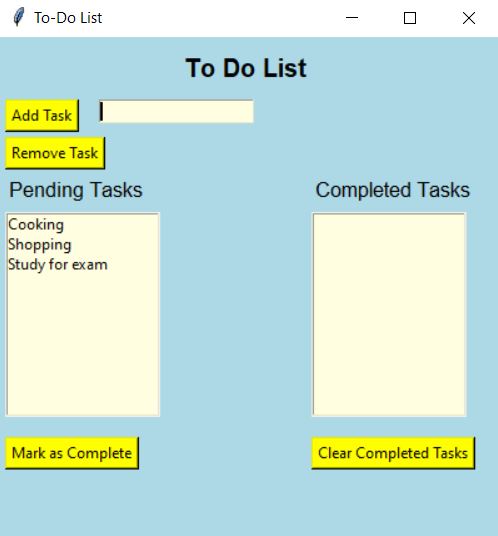 To-Do List
To Do List
Add Task
Remove Task
Pending Tasks
Completed Tasks
Cooking
Shopping
Study for exam
Mark as Complete
Clear Completed Tasks